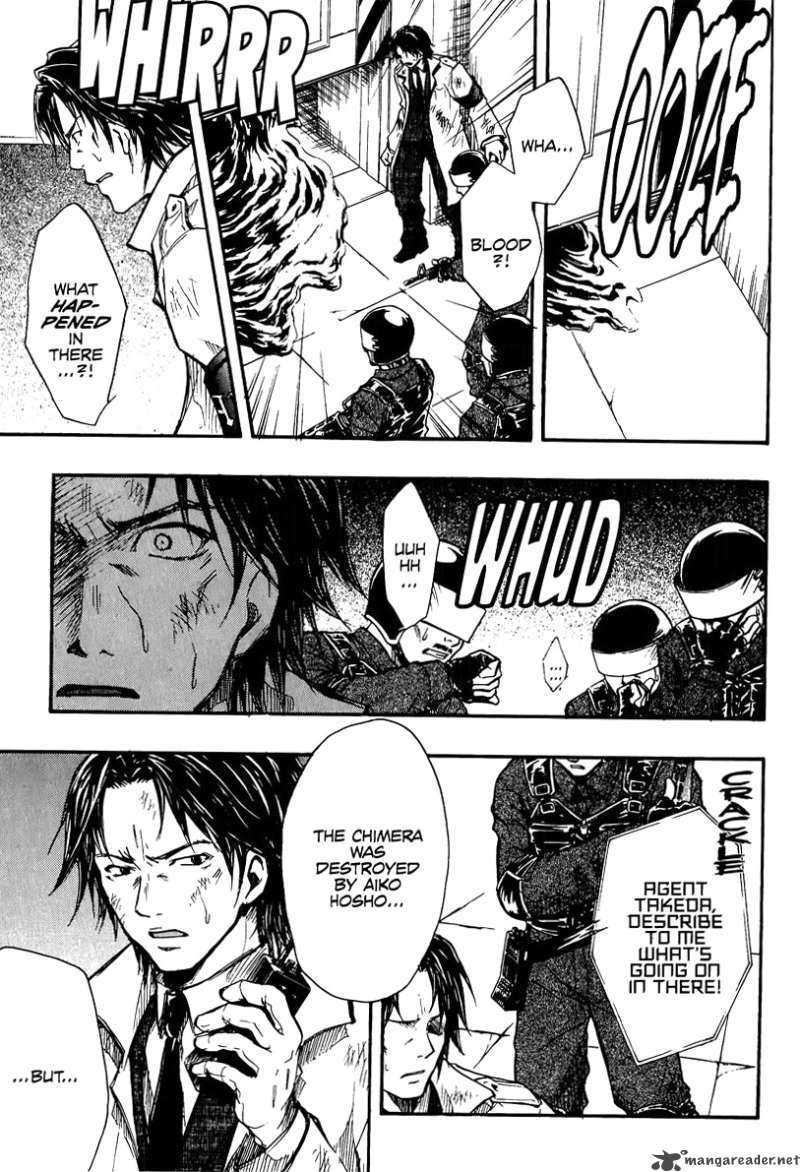 OOZE
WHA...
BLOOD
?!
WHIRRR
WHAT
HAP-
PENED
IN
THERE
...?!
WHUD
...
...
UUH
HH
...
CRACKLE
AGENT
TAKEDA,
DESCRIBE
TO ME
WHAT'S
GOING ON
IN THERE!
THE CHIMERA
WAS
DESTROYED
BY AIKO
HOSHO...
...BUT...
mangareader.net